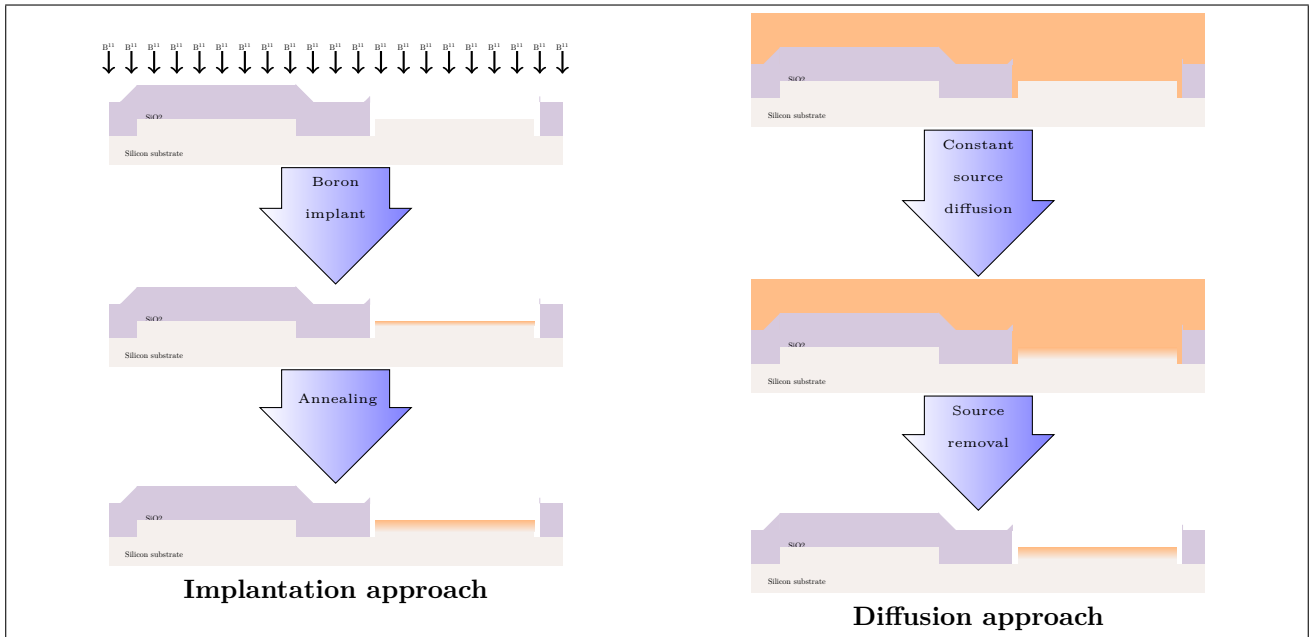 B¹¹ B¹¹ B¹¹ B¹¹ B¹¹ B¹¹ B¹¹ B¹¹ B¹¹ B¹¹ B¹¹ B¹¹ B¹¹ B¹¹ B¹¹ B¹¹ B¹¹ B¹¹ B¹¹ B¹¹ B¹¹
SiO2
Silicon substrate
Boron
implant
SiO2
Silicon substrate
Annealing
SiO2
Silicon substrate
Implantation approach
SiO2
Silicon substrate
Constant
source
diffusion
SiO2
Silicon substrate
Source
removal
SiO2
Silicon substrate
Diffusion approach